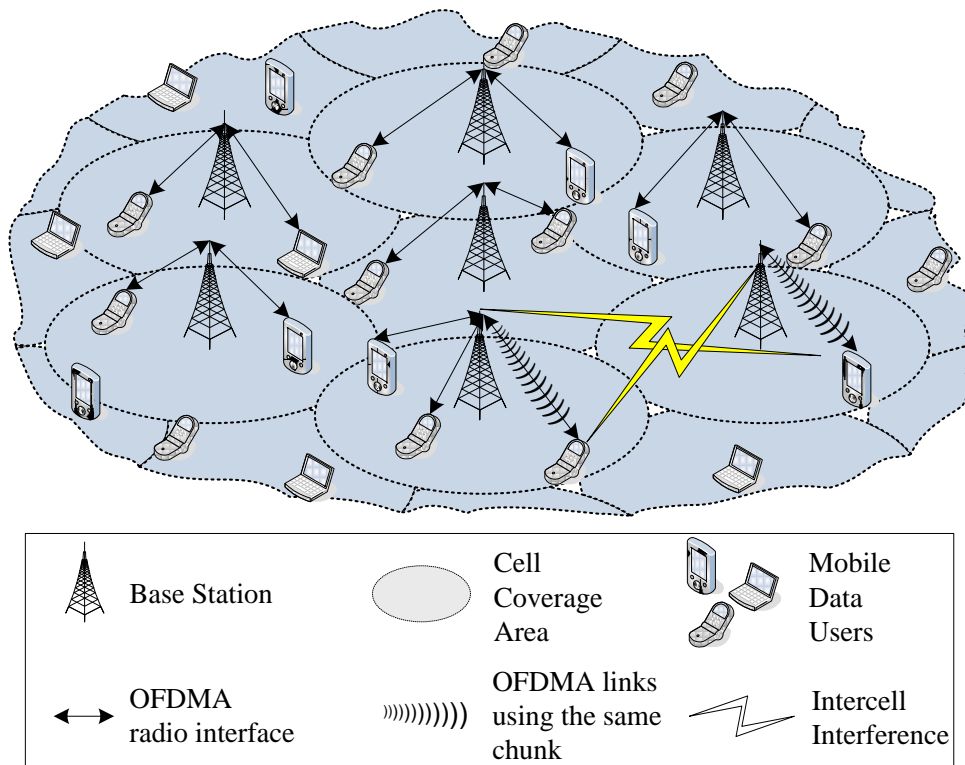 Base Station
Cell
Coverage
Area
Mobile
Data
Users
OFDMA
radio interface
OFDMA links
using the same
chunk
Intercell
Interference